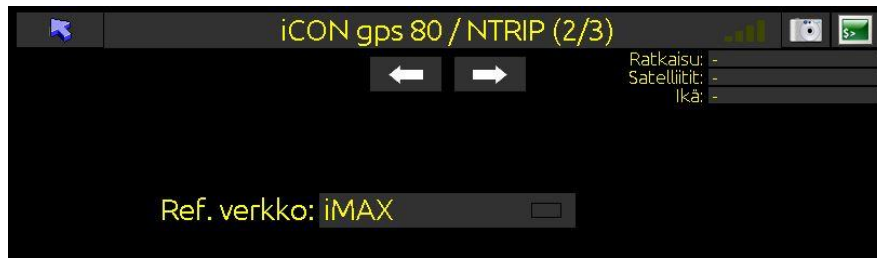 iCON gps 80 / NTRIP (2/3)
$>
Ratkaisu: -
Satelliitit: -
Ikä: -
Ref. verkko: iMAX